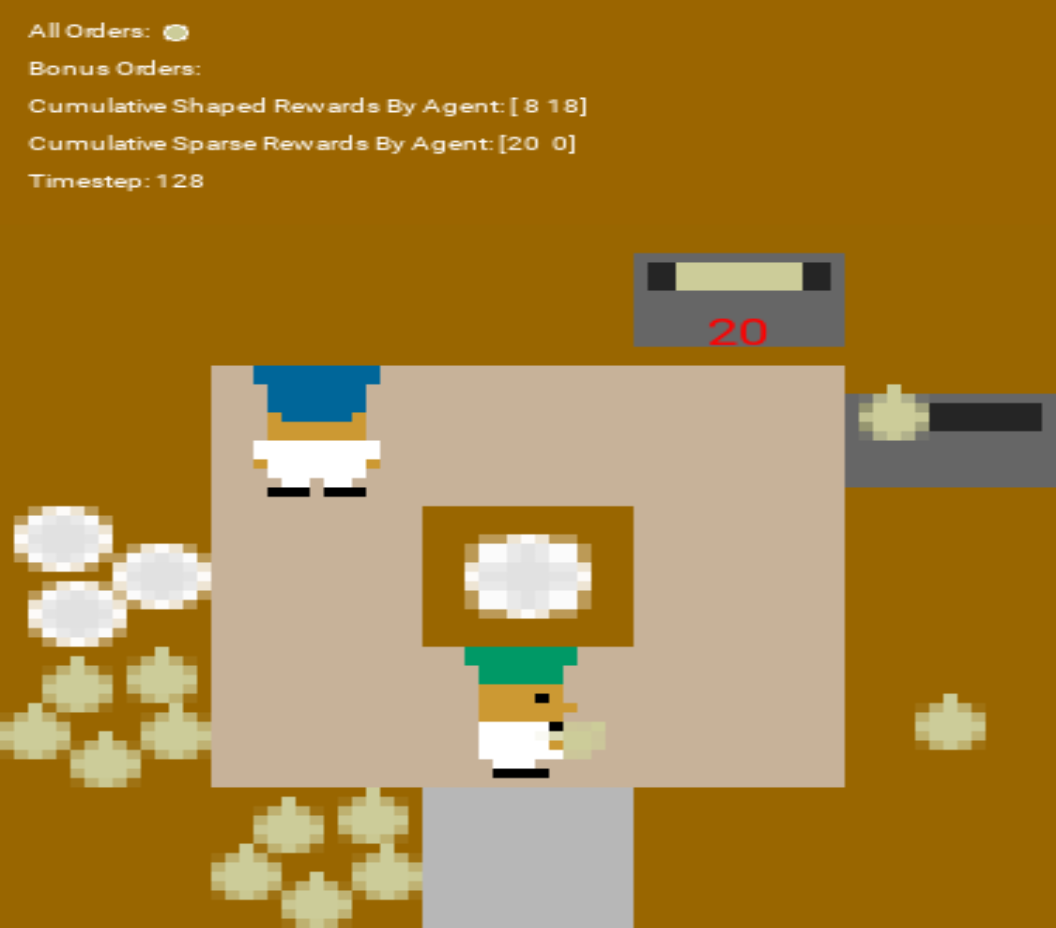 All Orders:
Bonus Orders:
Cumulative Shaped Rewards By Agent: [ 8 18]
Cumulative Sparse Rewards By Agent: [20  0]
Timestep: 128
20